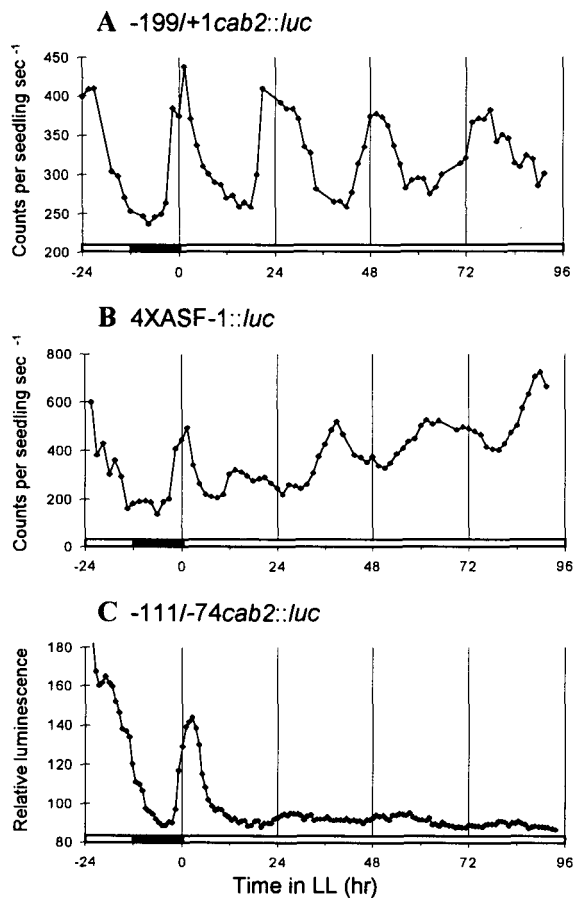 A -199/+1cab2::luc
Counts per seedling sec⁻¹
450
400
350
300
250
200
-24 0 24 48 72 96
B 4XASF-1::luc
Counts per seedling sec⁻¹
800
600
400
200
0
-24 0 24 48 72 96
C -111/-74cab2::luc
Relative luminescence
180
160
140
120
100
80
-24 0 24 48 72 96
Time in LL (hr)